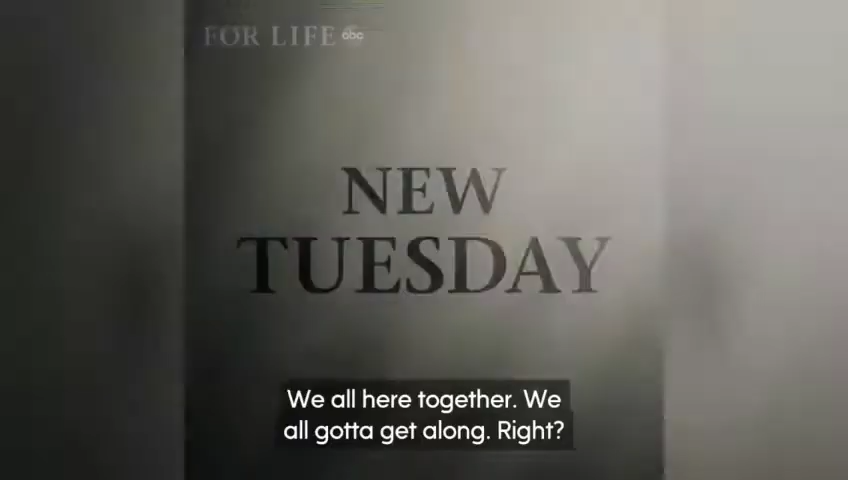 FOR LIFE abc
NEW
TUESDAY
We all here together. We
all gotta get along. Right?